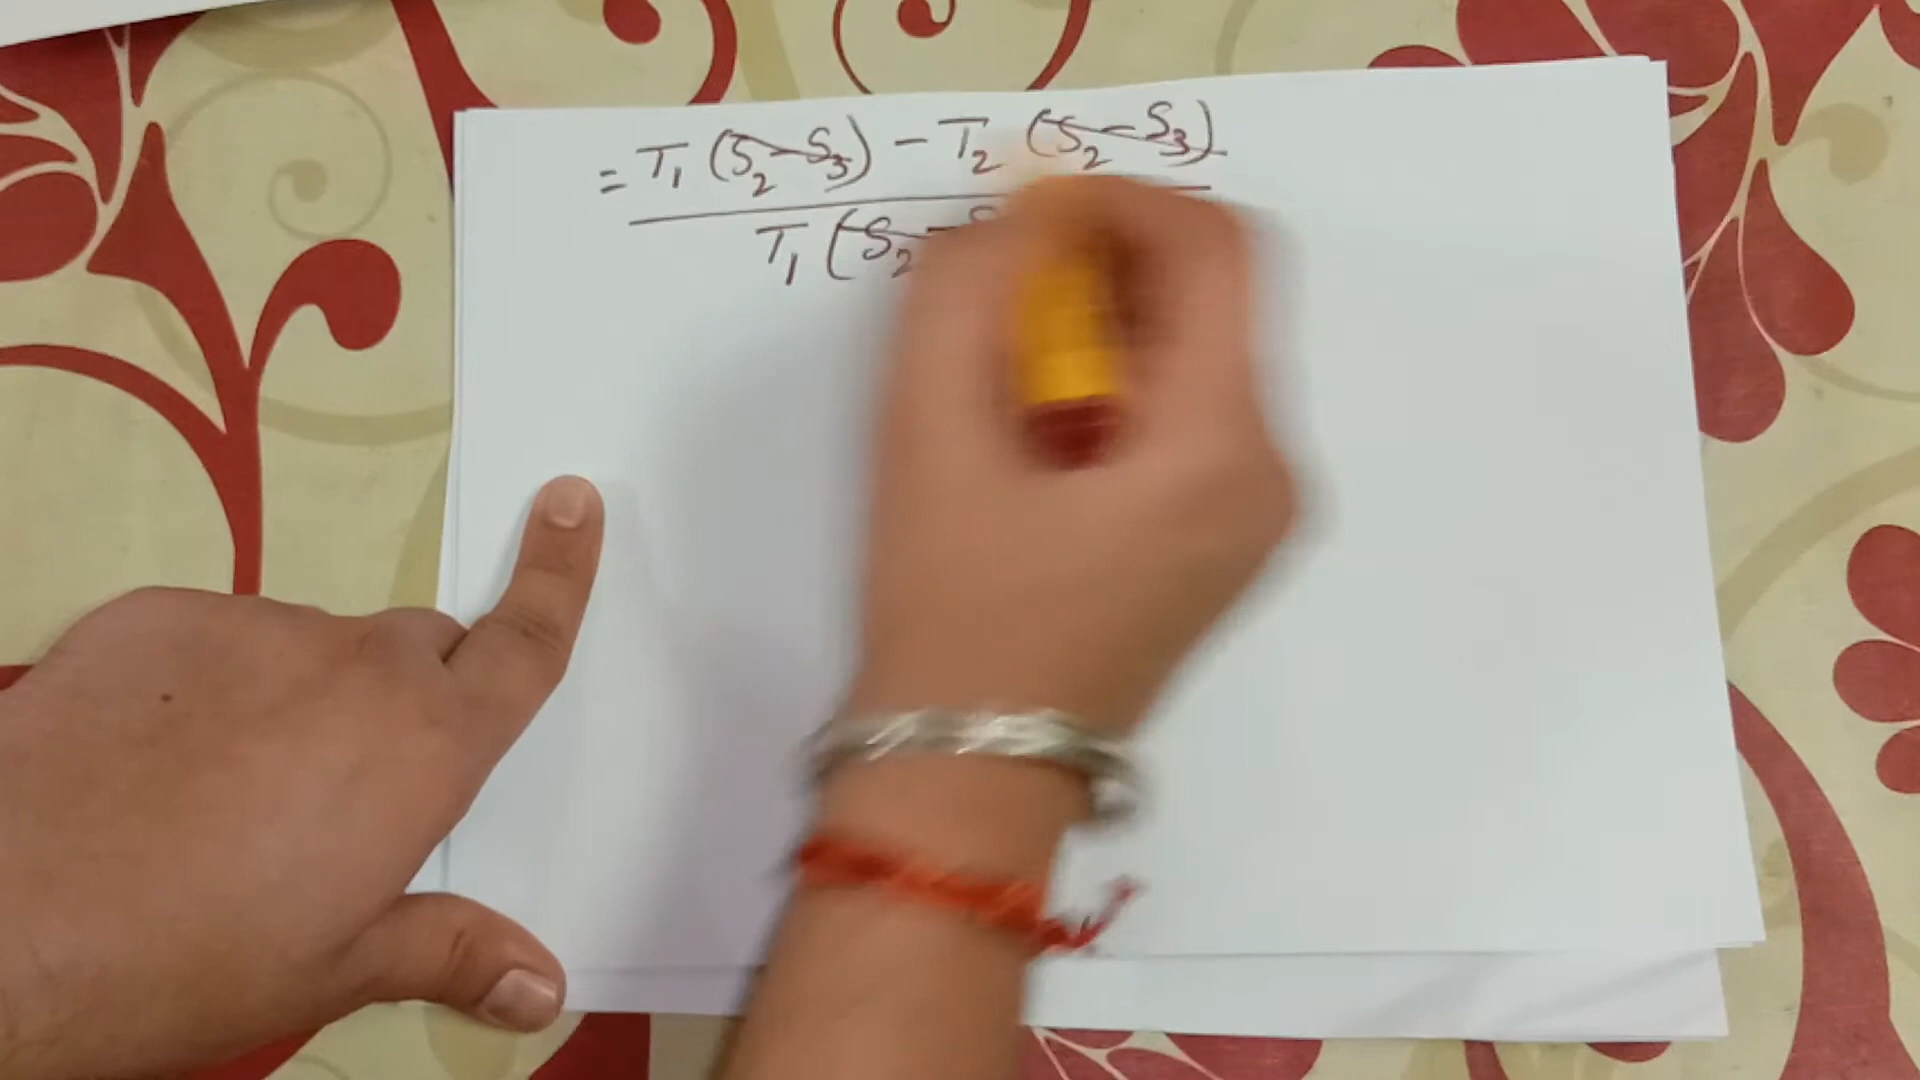 = T₁ (S₂ - S₃) - T₂ (S₂ - S₃)
T₁ (S₂ -